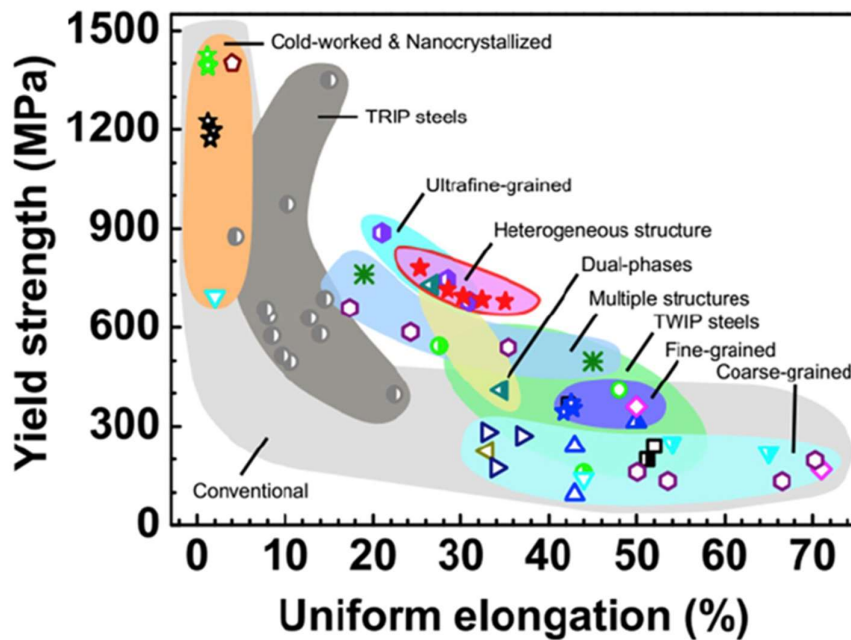 1500
Cold-worked & Nanocrystallized
1200
TRIP steels
Ultrafine-grained
900
Heterogeneous structure
Dual-phases
Multiple structures
600
TWIP steels
Fine-grained
Coarse-grained
300
Conventional
0
0 10 20 30 40 50 60 70
Yield strength (MPa)
Uniform elongation (%)